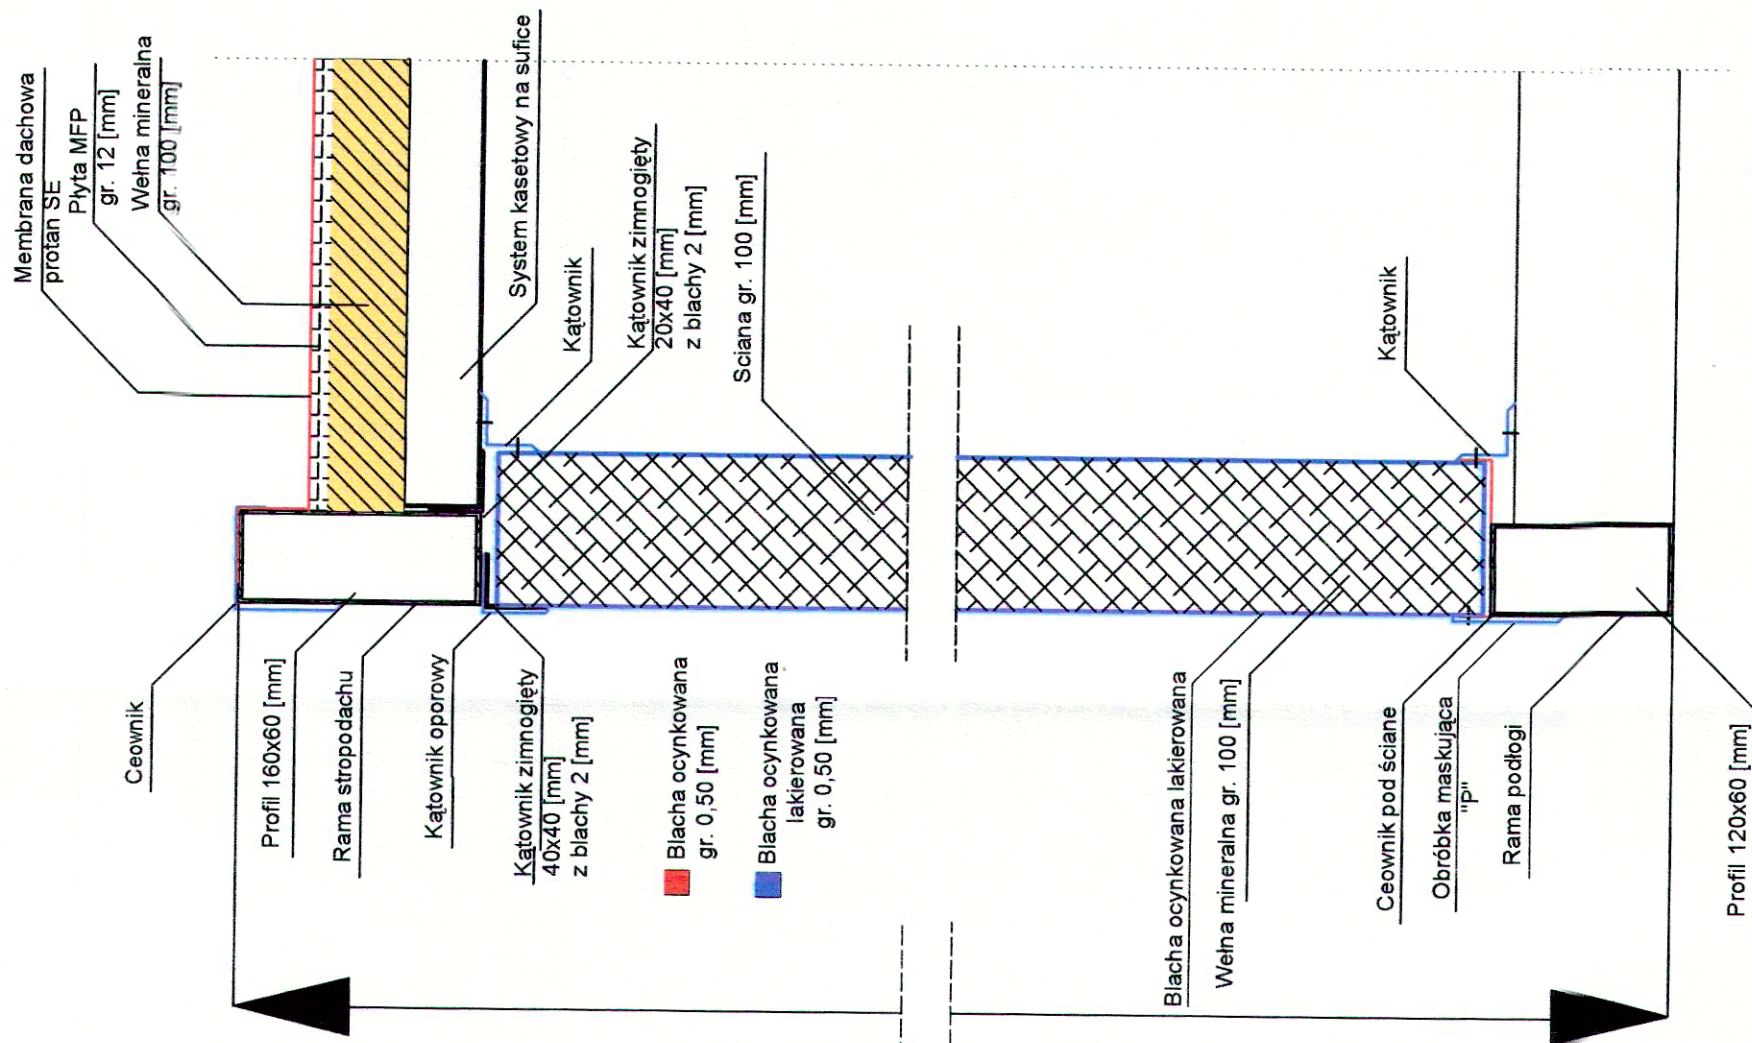 Membrana dachowa
protan SE
Płyta MFP
gr. 12 [mm]
Wełna mineralna
gr. 100 [mm]
System kasetowy na sufice
Kątownik
Kątownik zimnogięty
20x40 [mm]
z blachy 2 [mm]
Sciana gr. 100 [mm]
Kątownik
Ceownik
Profil 160x60 [mm]
Rama stropodachu
Kątownik oporowy
Kątownik zimnogięty
40x40 [mm]
z blachy 2 [mm]
Blacha ocynkowana
gr. 0,50 [mm]
Blacha ocynkowana
lakierowana
gr. 0,50 [mm]
Blacha ocynkowana lakierowana
Wełna mineralna gr. 100 [mm]
Ceownik pod ściane
Obróbka maskująca
"P"
Rama podłogi
Profil 120x60 [mm]